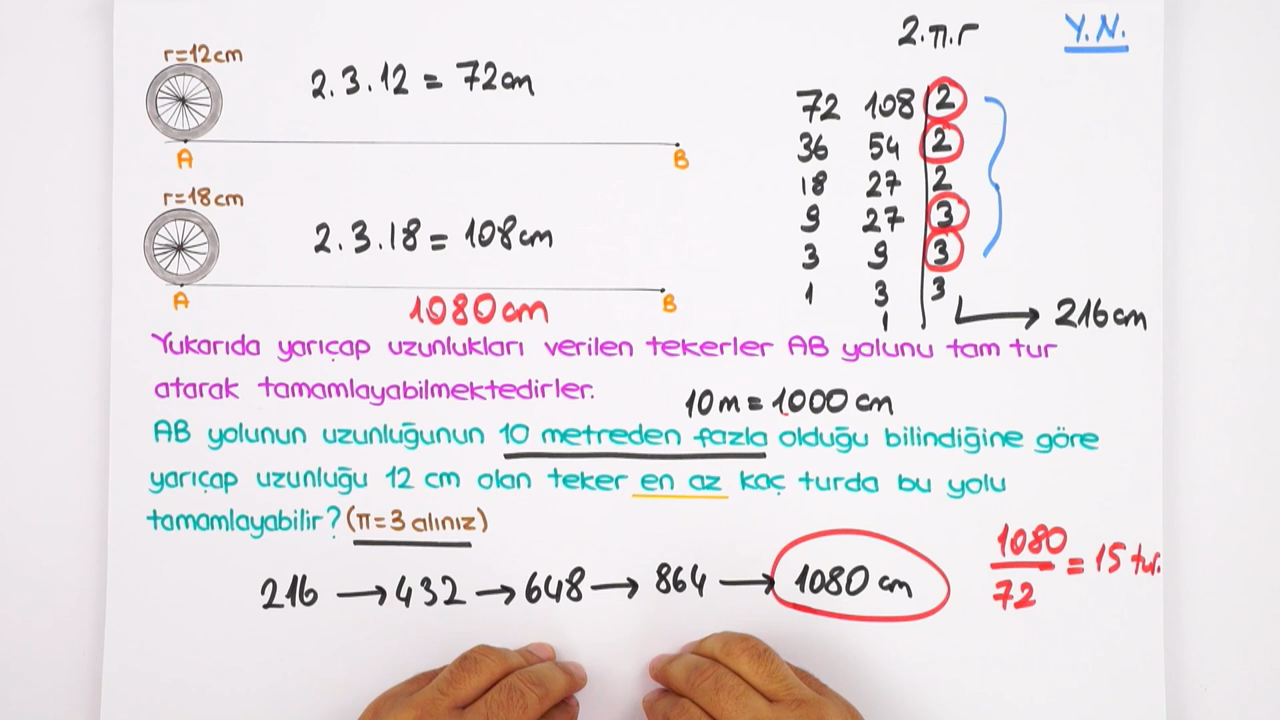 2.π.r
Y.N.
r=12cm
2.3.12 = 72cm
A B
r=18cm
2.3.18 = 108cm
A B
1080cm
72 108 2
36 54 2
18 27 2
9 27 3
3 9 3
1 3 3
1
216cm
Yukarıda yarıçap uzunlukları verilen tekerler AB yolunu tam tur
atarak tamamlayabilmektedirler.
10m = 1000 cm
AB yolunun uzunluğunun 10 metreden fazla olduğu bilindiğine göre
yarıçap uzunluğu 12 cm olan teker en az kaç turda bu yolu
tamamlayabilir? (π=3 alınız)
216 → 432 → 648 → 864 → 1080 cm
1080
72
= 15 tur.